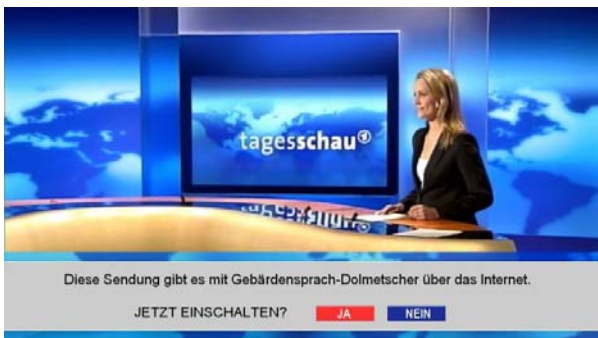 tagesschau
Diese Sendung gibt es mit Gebärdensprach-Dolmetscher über das Internet.
JETZT EINSCHALTEN? JA NEIN